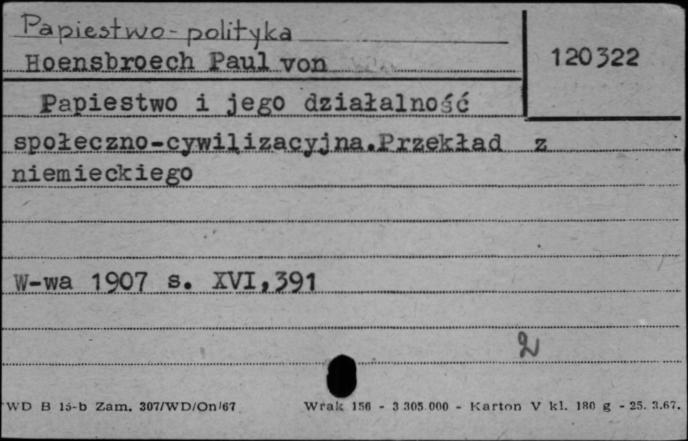 Papiestwo - polityka
Hoensbroech Paul von
120322
Papiestwo i jego działalność
społeczno-cywilizacyjna.Przekład z
niemieckiego
W-wa 1907 s. XVI,391
2
WD B 15-b Zam. 307/WD/On/67 Wrak 156 - 3 305.000 - Karton V kl. 180 g - 25. 3.67.